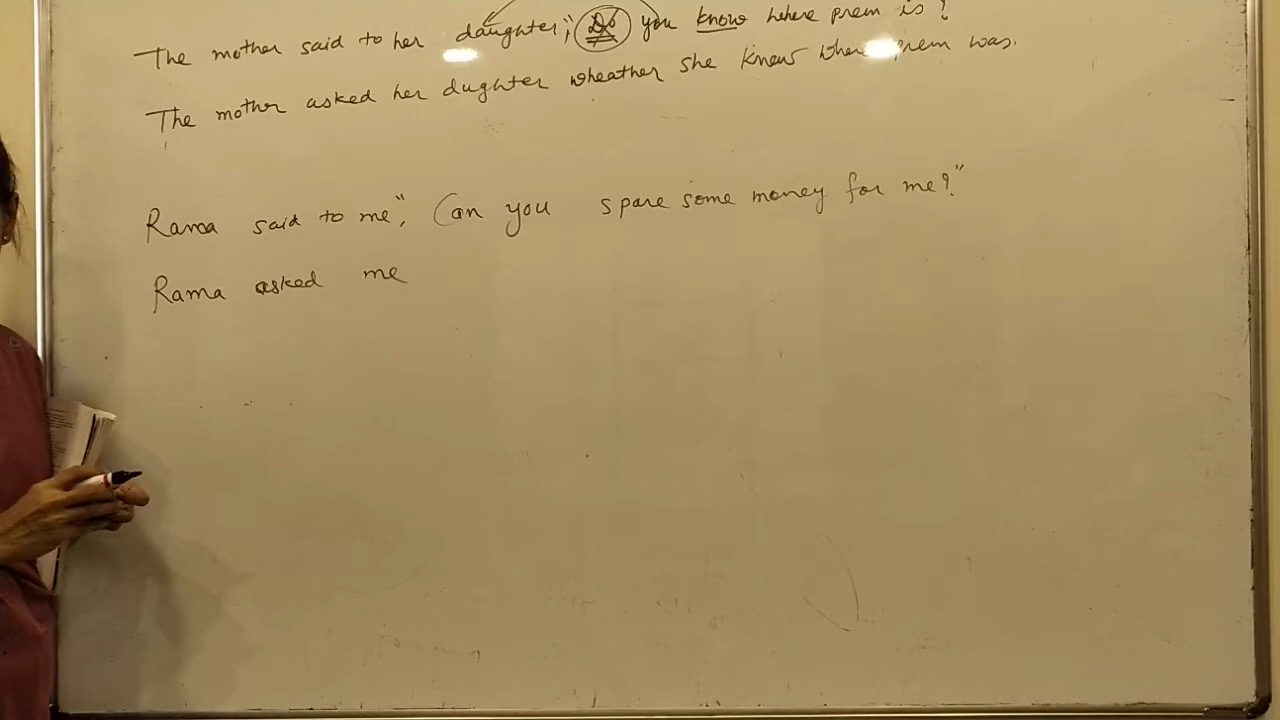 The mother said to her daughter,“ Do you know where prem is?
The mother asked her dughter wheather she knew where prem was.
Rama said to me“, Can you spare some money for me?”
Rama asked me